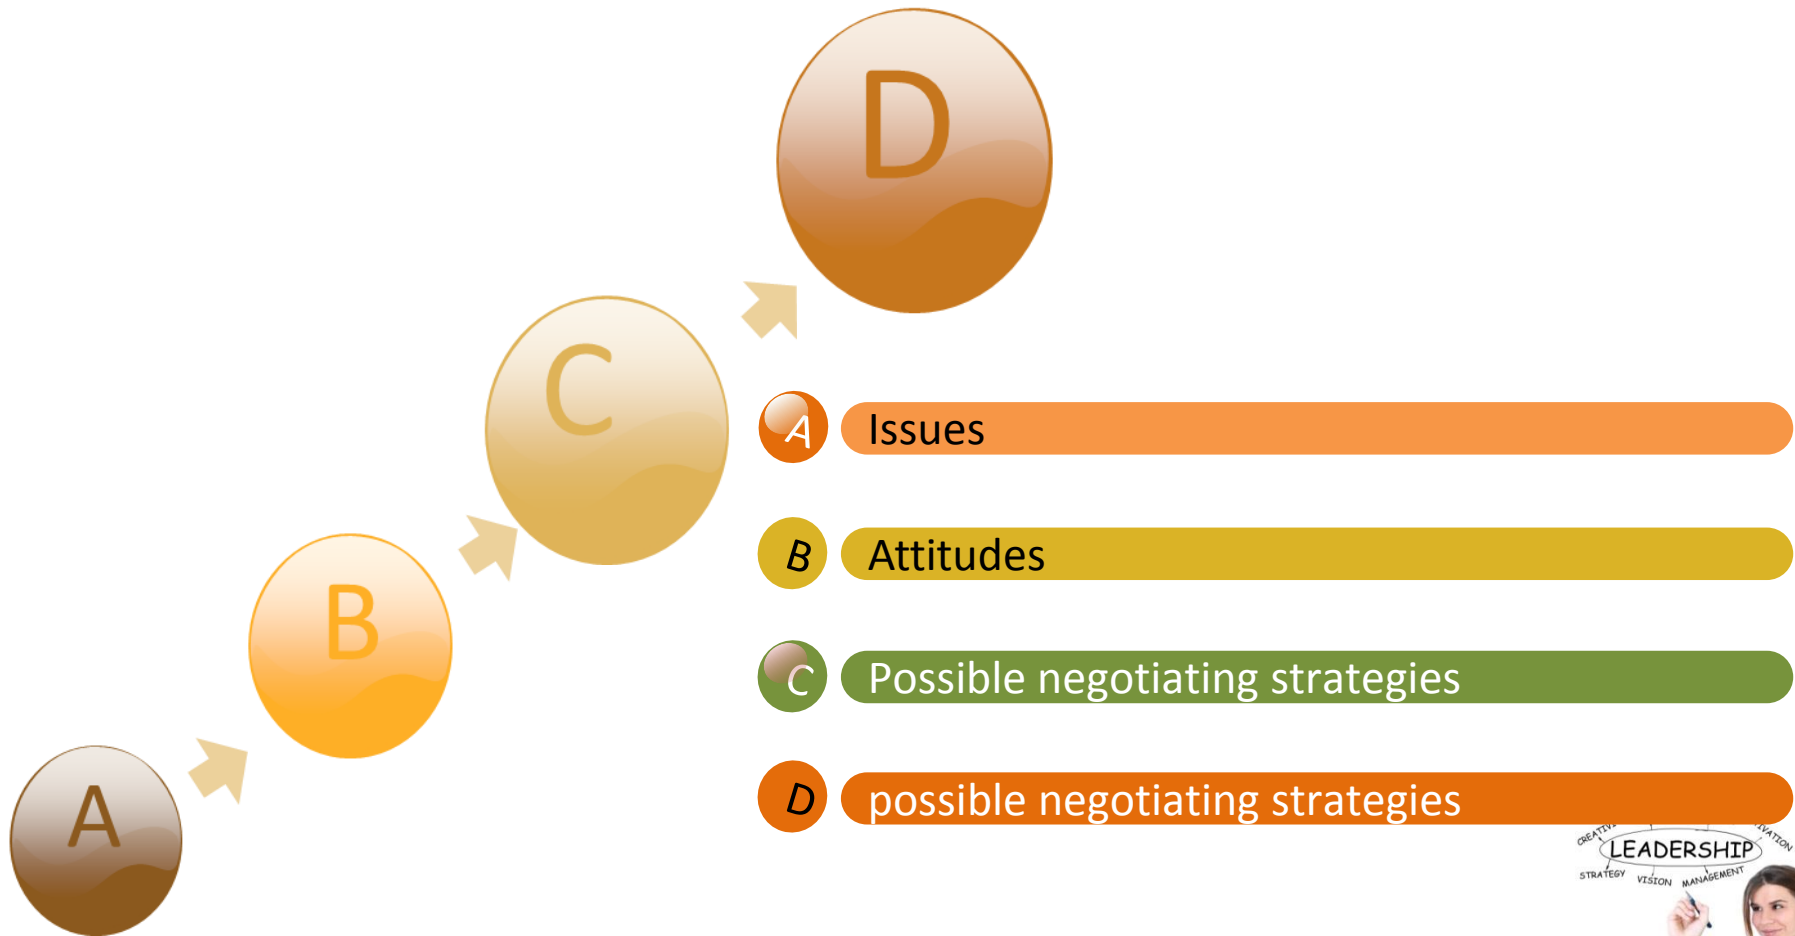 D
C
B
A
A Issues
B Attitudes
C Possible negotiating strategies
D possible negotiating strategies
LEADERSHIP
STRATEGY VISION MANAGEMENT